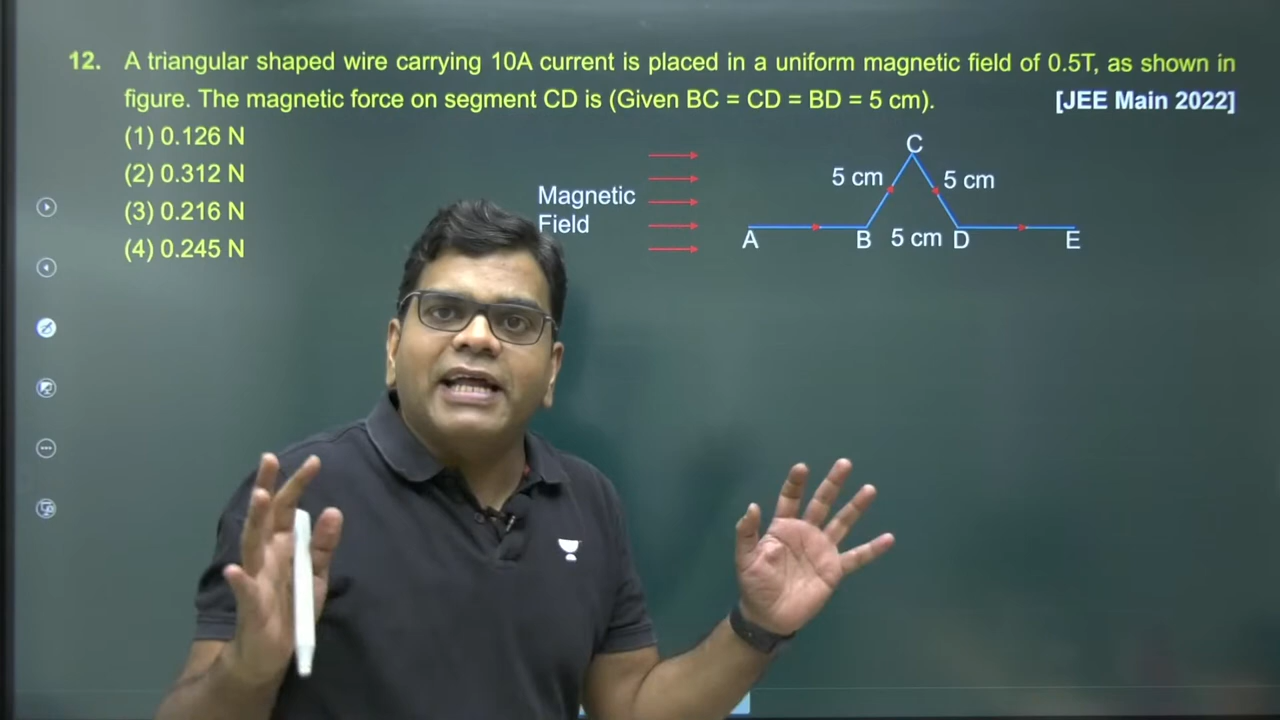 12. A triangular shaped wire carrying 10A current is placed in a uniform magnetic field of 0.5T, as shown in
figure. The magnetic force on segment CD is (Given BC = CD = BD = 5 cm). [JEE Main 2022]
(1) 0.126 N
(2) 0.312 N
(3) 0.216 N
(4) 0.245 N
Magnetic
Field
C
5 cm 5 cm
A B 5 cm D E